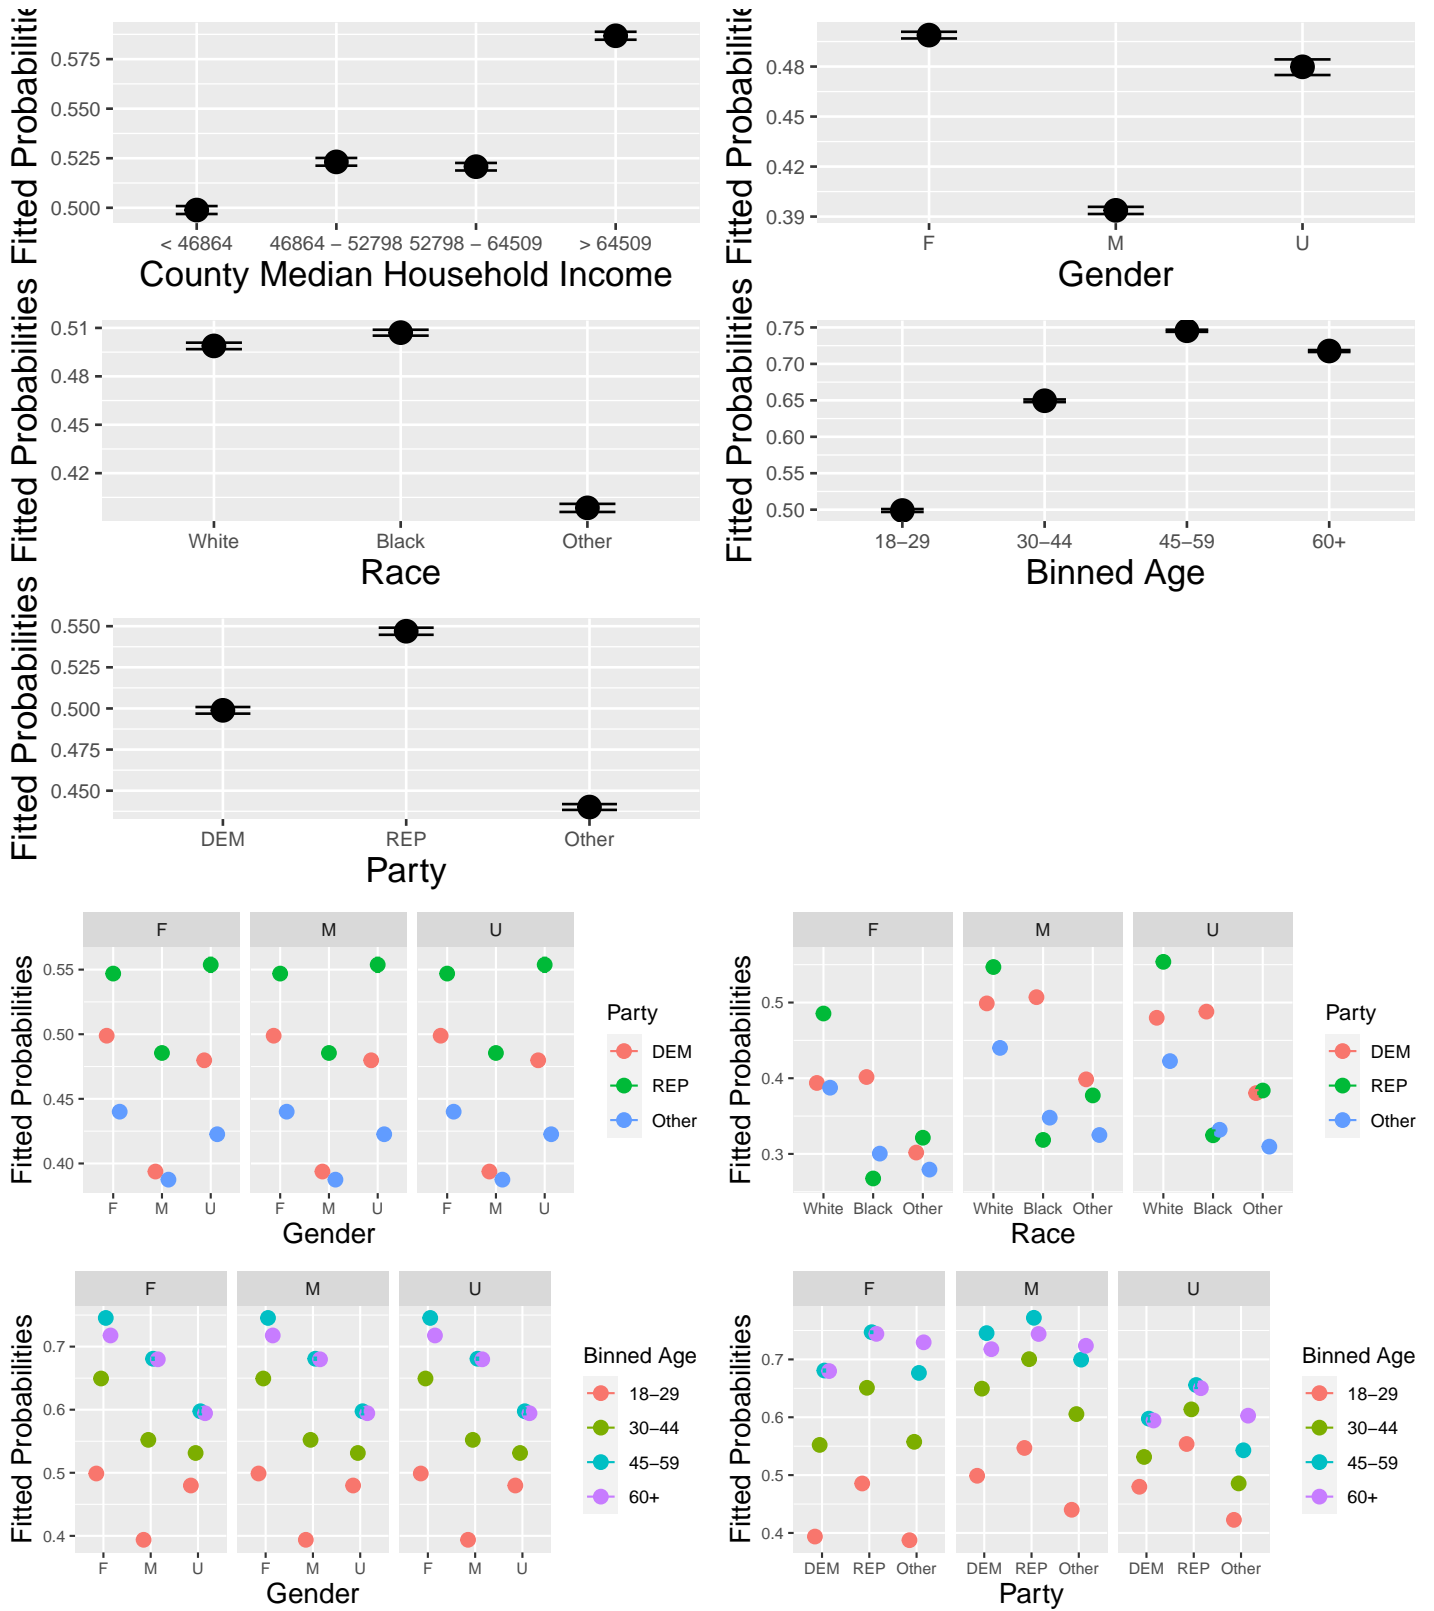 Fitted Probabilitie
0.575
0.550
0.525
0.500
< 46864
46864 − 52798
52798 − 64509
> 64509
County Median Household Income
Fitted Probabilitie
0.48
0.45
0.42
0.39
F
M
U
Gender
Fitted Probabilities
0.51
0.48
0.45
0.42
White
Black
Other
Race
Fitted Probabilities
0.75
0.70
0.65
0.60
0.55
0.50
18−29
30−44
45−59
60+
Binned Age
Fitted Probabilities
0.550
0.525
0.500
0.475
0.450
DEM
REP
Other
Party
Fitted Probabilities
F
M
U
0.55
0.50
0.45
0.40
F M U
F M U
F M U
Gender
Party
DEM
REP
Other
Fitted Probabilities
F
M
U
0.5
0.4
0.3
White Black Other
White Black Other
White Black Other
Race
Party
DEM
REP
Other
Fitted Probabilities
F
M
U
0.7
0.6
0.5
0.4
F M U
F M U
F M U
Gender
Binned Age
18−29
30−44
45−59
60+
Fitted Probabilities
F
M
U
0.7
0.6
0.5
0.4
DEM REP Other
DEM REP Other
DEM REP Other
Party
Binned Age
18−29
30−44
45−59
60+